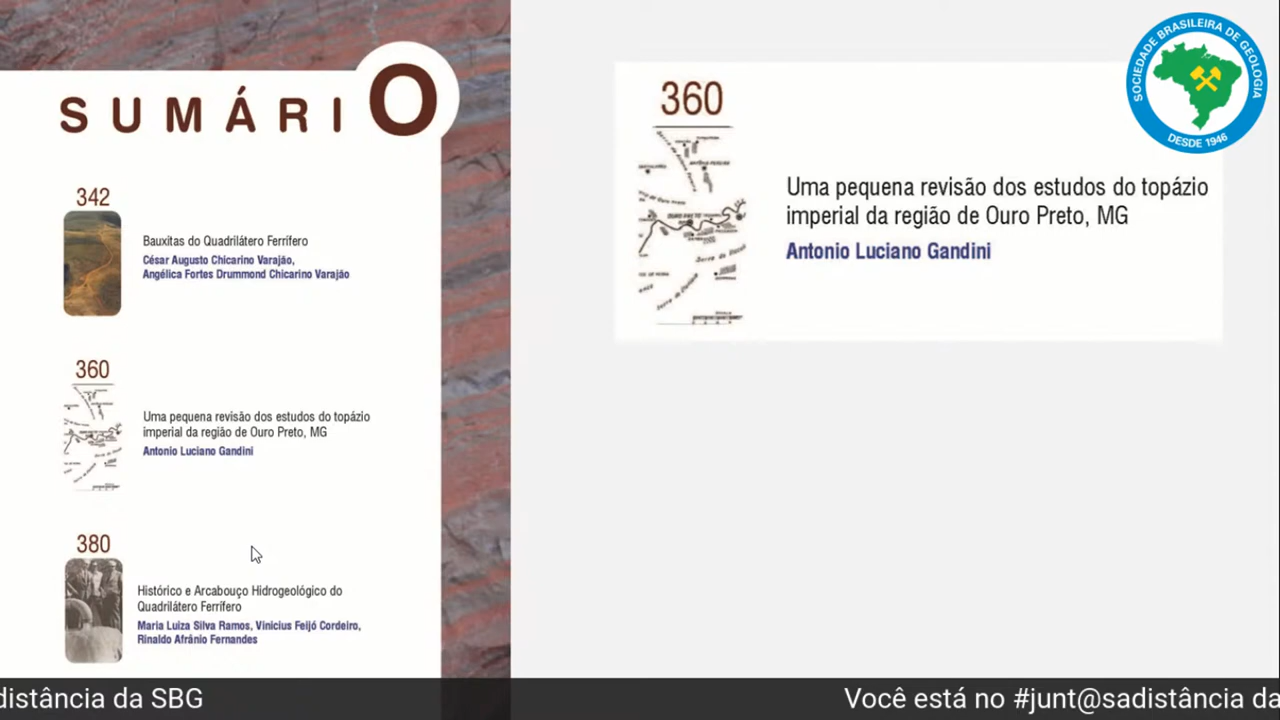 SUMÁRIO
342
Bauxitas do Quadrilátero Ferrífero
César Augusto Chicarino Varajão,
Angélica Fortes Drummond Chicarino Varajão
360
Uma pequena revisão dos estudos do topázio
imperial da região de Ouro Preto, MG
Antonio Luciano Gandini
380
Histórico e Arcabouço Hidrogeológico do
Quadrilátero Ferrífero
Maria Luiza Silva Ramos, Vinicius Feijó Cordeiro,
Rinaldo Afrânio Fernandes
360
OURO PRETO
Uma pequena revisão dos estudos do topázio
imperial da região de Ouro Preto, MG
Antonio Luciano Gandini
SOCIEDADE BRASILEIRA DE GEOLOGIA
DESDE 1946
distância da SBG
Você está no #junt@sadistância da